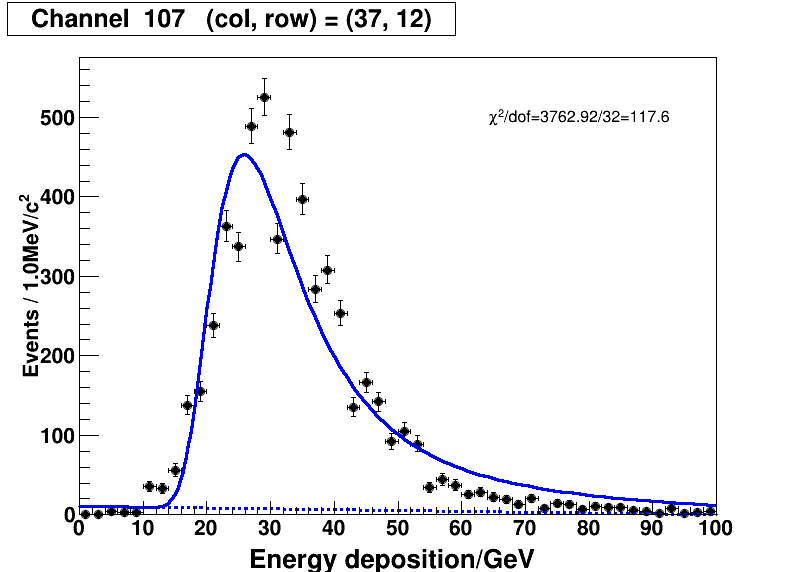 Channel 107 (col, row) = (37, 12)
χ²/dof=3762.92/32=117.6
Events / 1.0MeV/c²
500
400
300
200
100
0
0 10 20 30 40 50 60 70 80 90 100
Energy deposition/GeV